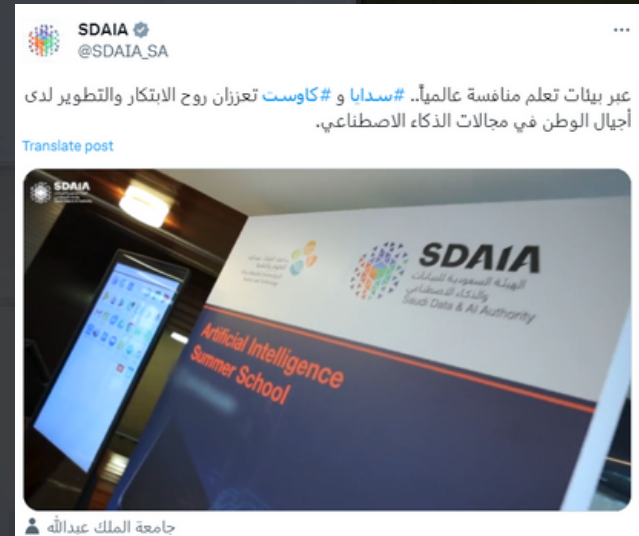 SDAIA
@SDAIA_SA
عبر بيئات تعلم منافسة عالمياً.. #سدايا و #كاوست تعززان روح الابتكار والتطوير لدى
أجيال الوطن في مجالات الذكاء الاصطناعي.
Translate post
SDAIA
SDAIA
الهيئة السعودية للبيانات
والذكاء الاصطناعي
Saudi Data & AI Authority
Artificial Intelligence
Summer School
جامعة الملك عبدالله